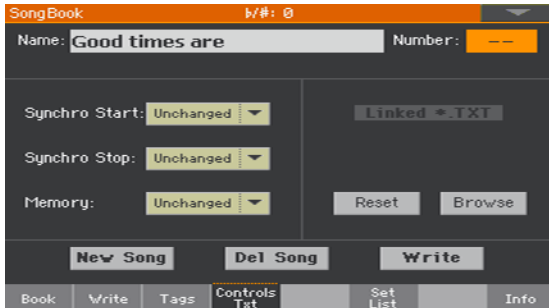 SongBook ♭/#: 0
Name: Good times are Number: --
Synchro Start: Unchanged Linked *.TXT
Synchro Stop: Unchanged
Memory: Unchanged Reset Browse
New Song Del Song Write
Book Write Tags Controls Txt Set List Info